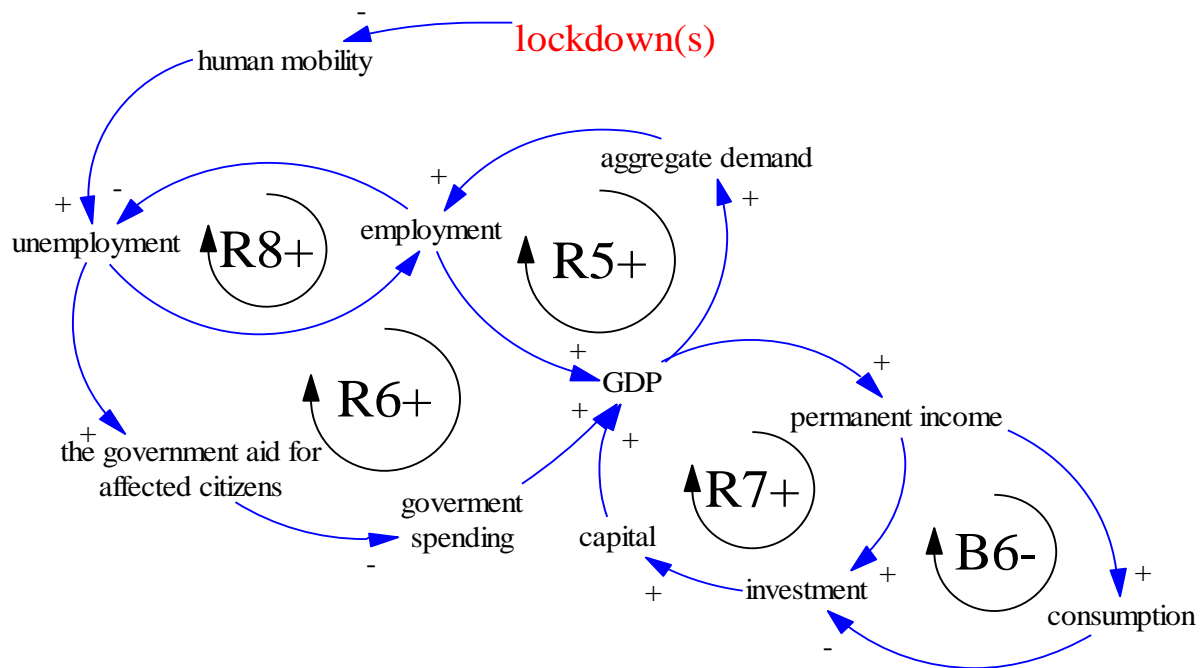 -
lockdown(s)
human mobility
aggregate demand
+
-
+
+
unemployment
employment
R8+
R5+
+
GDP
+
+
+
R6+
permanent income
+
the government aid for
affected citizens
goverment
spending
-
capital
R7+
+
investment
+
B6-
+
consumption
-